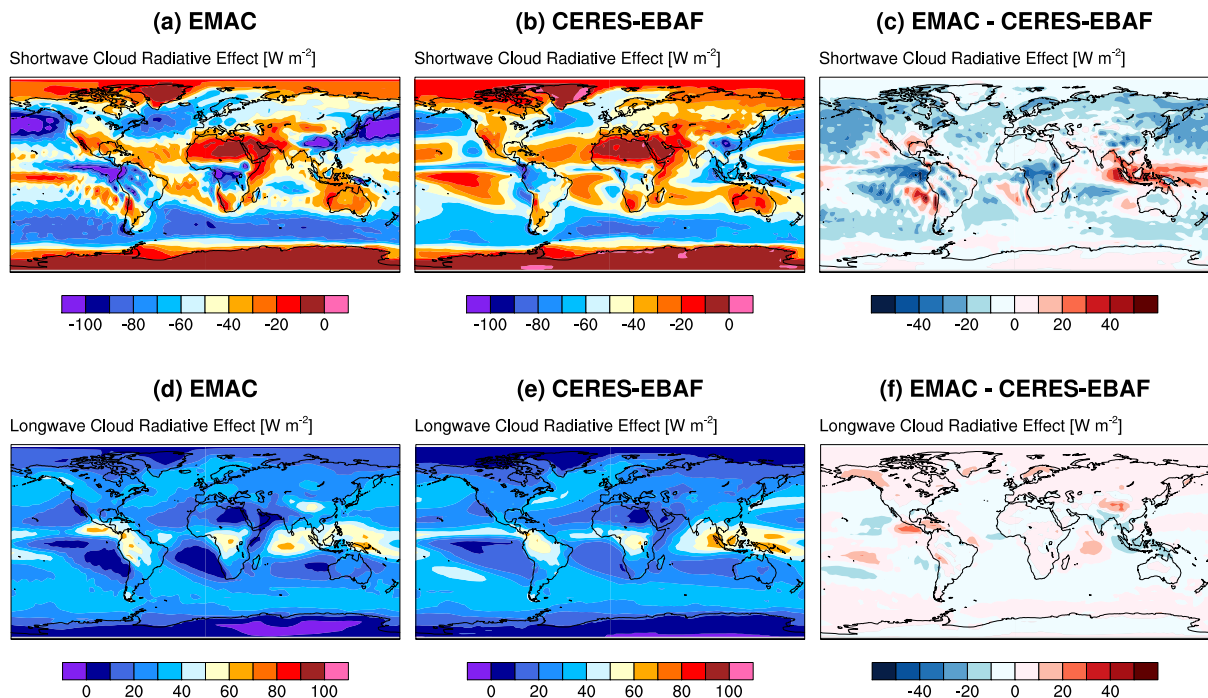 (a) EMAC
(b) CERES-EBAF
(c) EMAC - CERES-EBAF
Shortwave Cloud Radiative Effect [W m⁻²]
Shortwave Cloud Radiative Effect [W m⁻²]
Shortwave Cloud Radiative Effect [W m⁻²]
-100 -80 -60 -40 -20 0
-100 -80 -60 -40 -20 0
-40 -20 0 20 40
(d) EMAC
(e) CERES-EBAF
(f) EMAC - CERES-EBAF
Longwave Cloud Radiative Effect [W m⁻²]
Longwave Cloud Radiative Effect [W m⁻²]
Longwave Cloud Radiative Effect [W m⁻²]
0 20 40 60 80 100
0 20 40 60 80 100
-40 -20 0 20 40